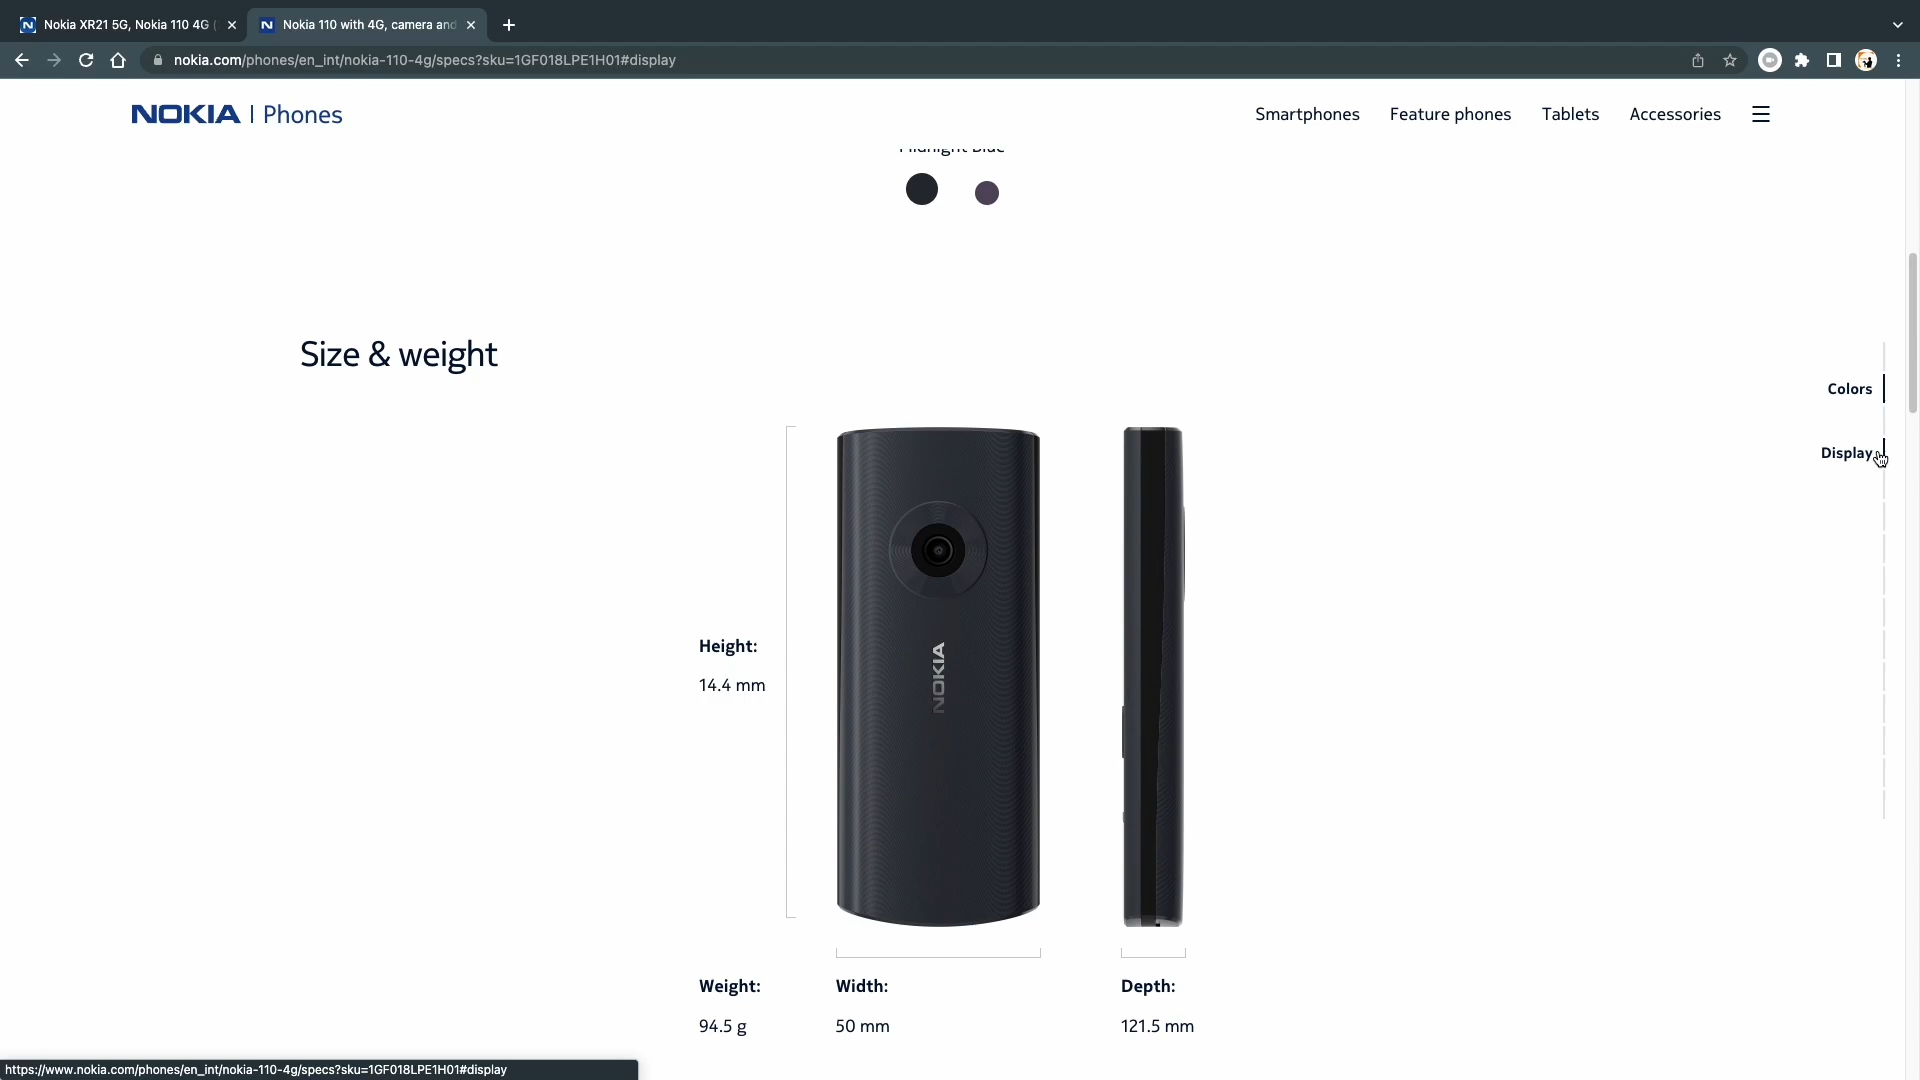 Nokia XR21 5G, Nokia 110 4G (
Nokia 110 with 4G, camera and
nokia.com/phones/en_int/nokia-110-4g/specs?sku=1GF018LPE1H01#display
NOKIA | Phones
Smartphones
Feature phones
Tablets
Accessories
Midnight Blue
Size & weight
Colors
Display
NOKIA
Height:
14.4 mm
Weight:
94.5 g
Width:
50 mm
Depth:
121.5 mm
https://www.nokia.com/phones/en_int/nokia-110-4g/specs?sku=1GF018LPE1H01#display